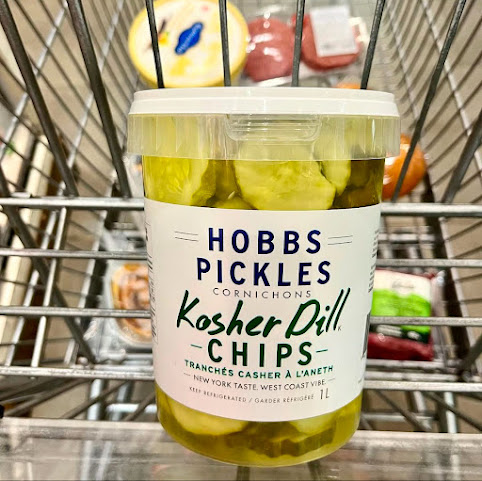 HOBBS
PICKLES
CORNICHONS
Kosher Dill
CHIPS
TRANCHÉS CASHER À L'ANETH
NEW YORK TASTE. WEST COAST VIBE.
KEEP REFRIGERATED / GARDER RÉFRIGÉRÉ 1L